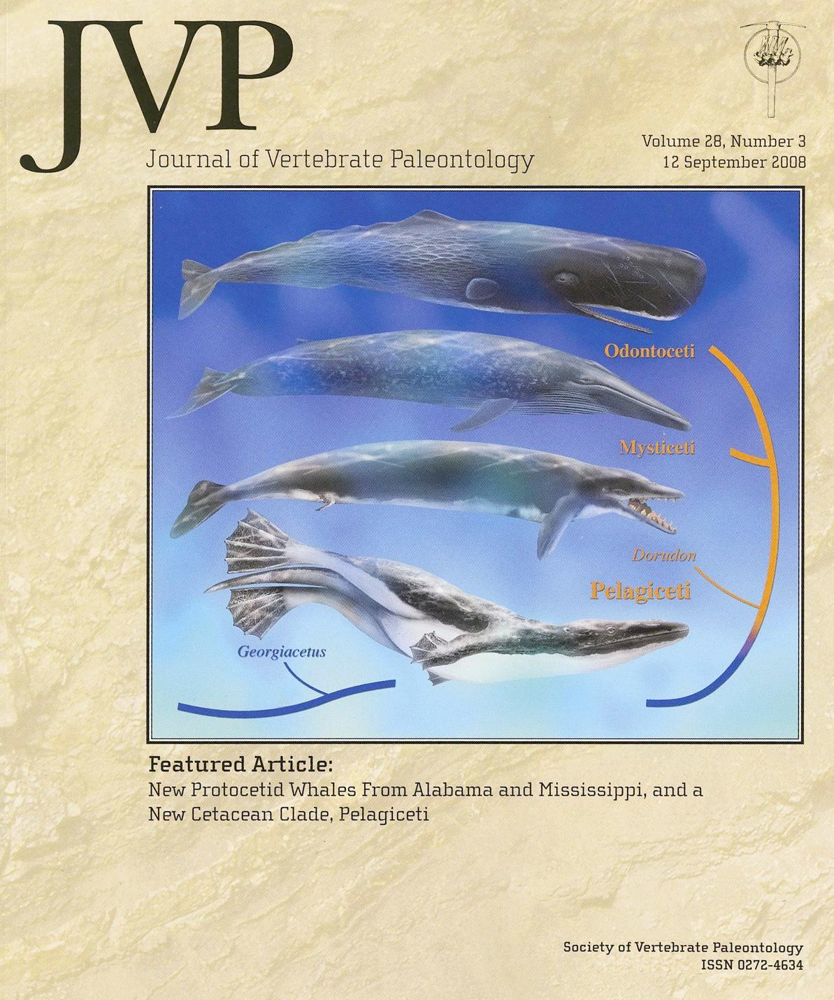 JVP
Journal of Vertebrate Paleontology
Volume 28, Number 3
12 September 2008
Odontoceti
Mysticeti
Dorudon
Pelagiceti
Georgiacetus
Featured Article:
New Protocetid Whales From Alabama and Mississippi, and a
New Cetacean Clade, Pelagiceti
Society of Vertebrate Paleontology
ISSN 0272-4634